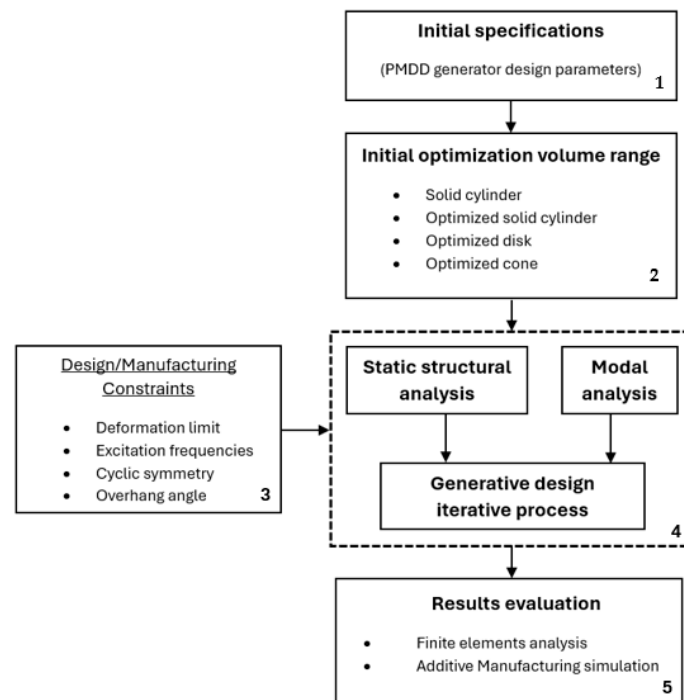 Initial specifications
(PMDD generator design parameters)
1
Initial optimization volume range
• Solid cylinder
• Optimized solid cylinder
• Optimized disk
• Optimized cone
2
Design/Manufacturing
Constraints
• Deformation limit
• Excitation frequencies
• Cyclic symmetry
• Overhang angle
3
Static structural
analysis
Modal
analysis
Generative design
iterative process
4
Results evaluation
• Finite elements analysis
• Additive Manufacturing simulation
5